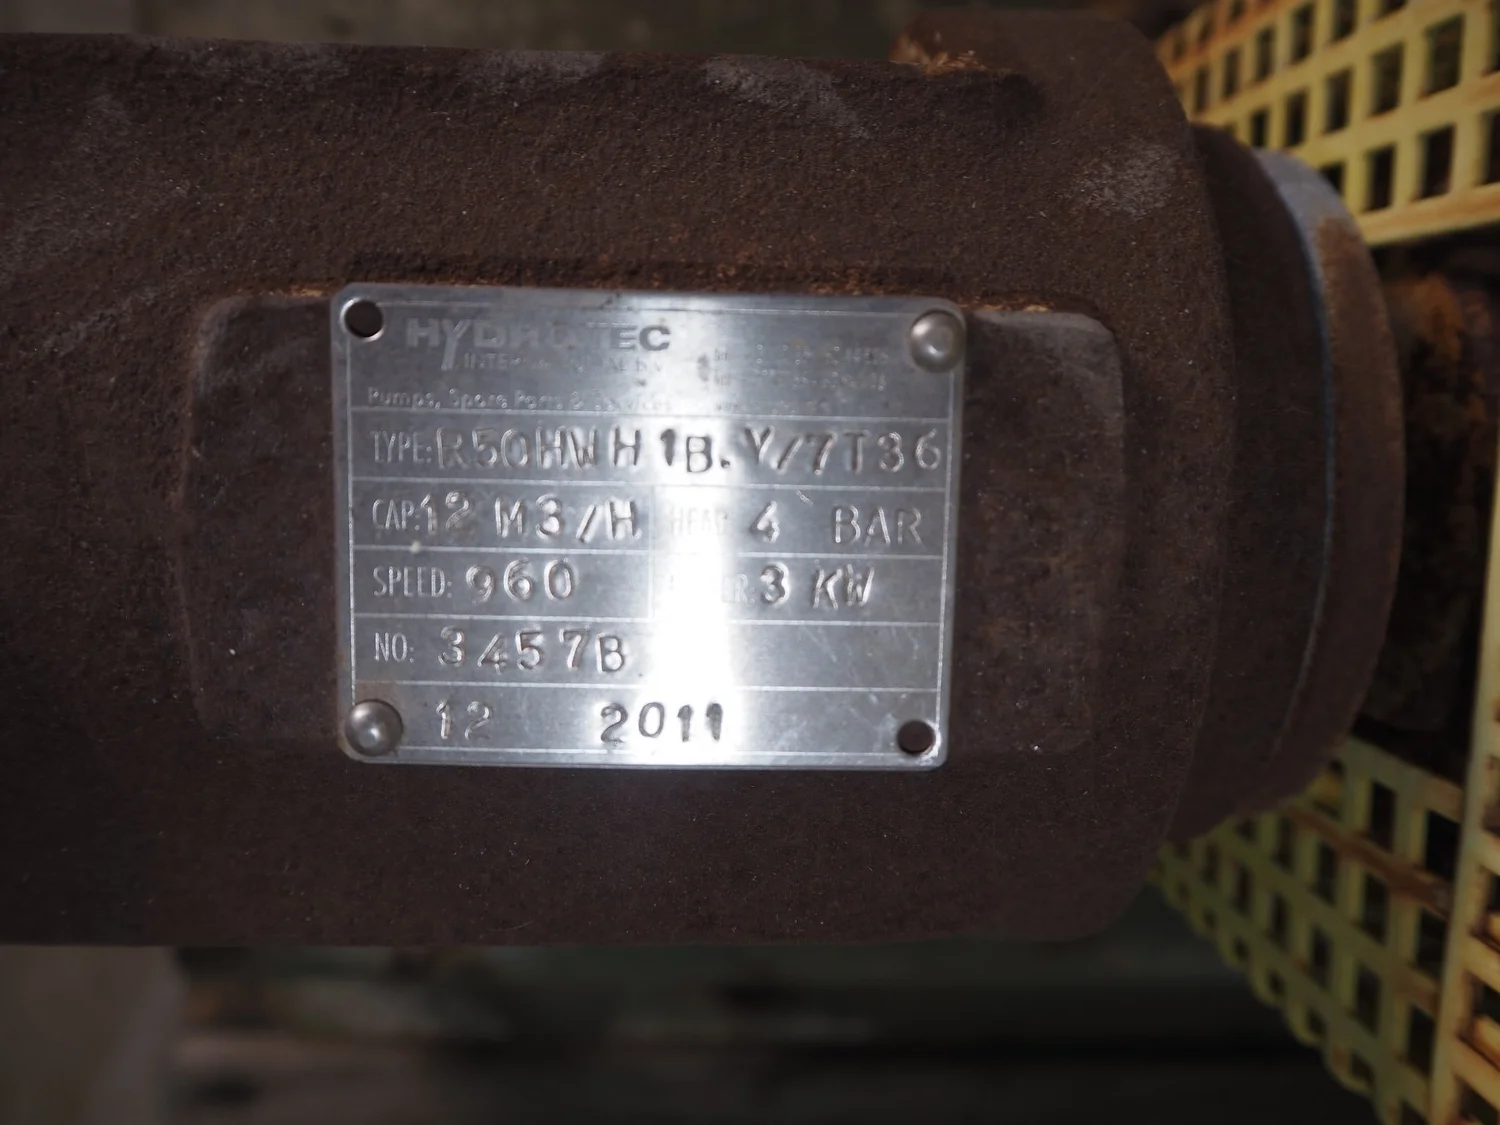 HYDROTEC
Pumps, Spare Parts &
TYPE: R50HWH1B.Y/7T36
CAP: 12 M3/H HEAD 4 BAR
SPEED: 960 3 KW
NO: 3457B
12 2011